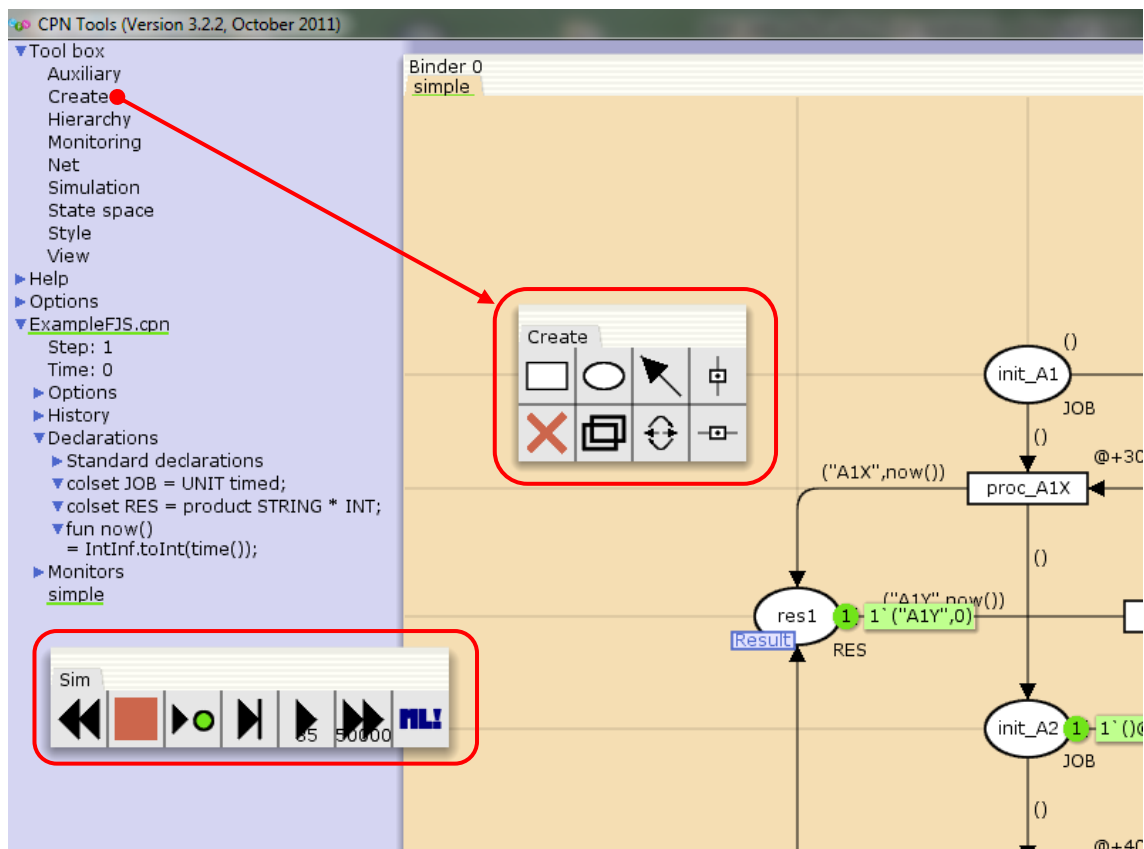 CPN Tools (Version 3.2.2, October 2011)
Tool box
Auxiliary
Create
Hierarchy
Monitoring
Net
Simulation
State space
Style
View
Help
Options
ExampleFJS.cpn
Step: 1
Time: 0
Options
History
Declarations
Standard declarations
colset JOB = UNIT timed;
colset RES = product STRING * INT;
fun now()
= IntInf.toInt(time());
Monitors
simple
Sim
85
50000
ML!
Binder 0
simple
Create
()
init_A1
JOB
()
@+30
("A1X",now())
proc_A1X
()
("A1Y",now())
res1
1
1`("A1Y",0)
Result
RES
init_A2
1
1`()@
JOB
()
@+40